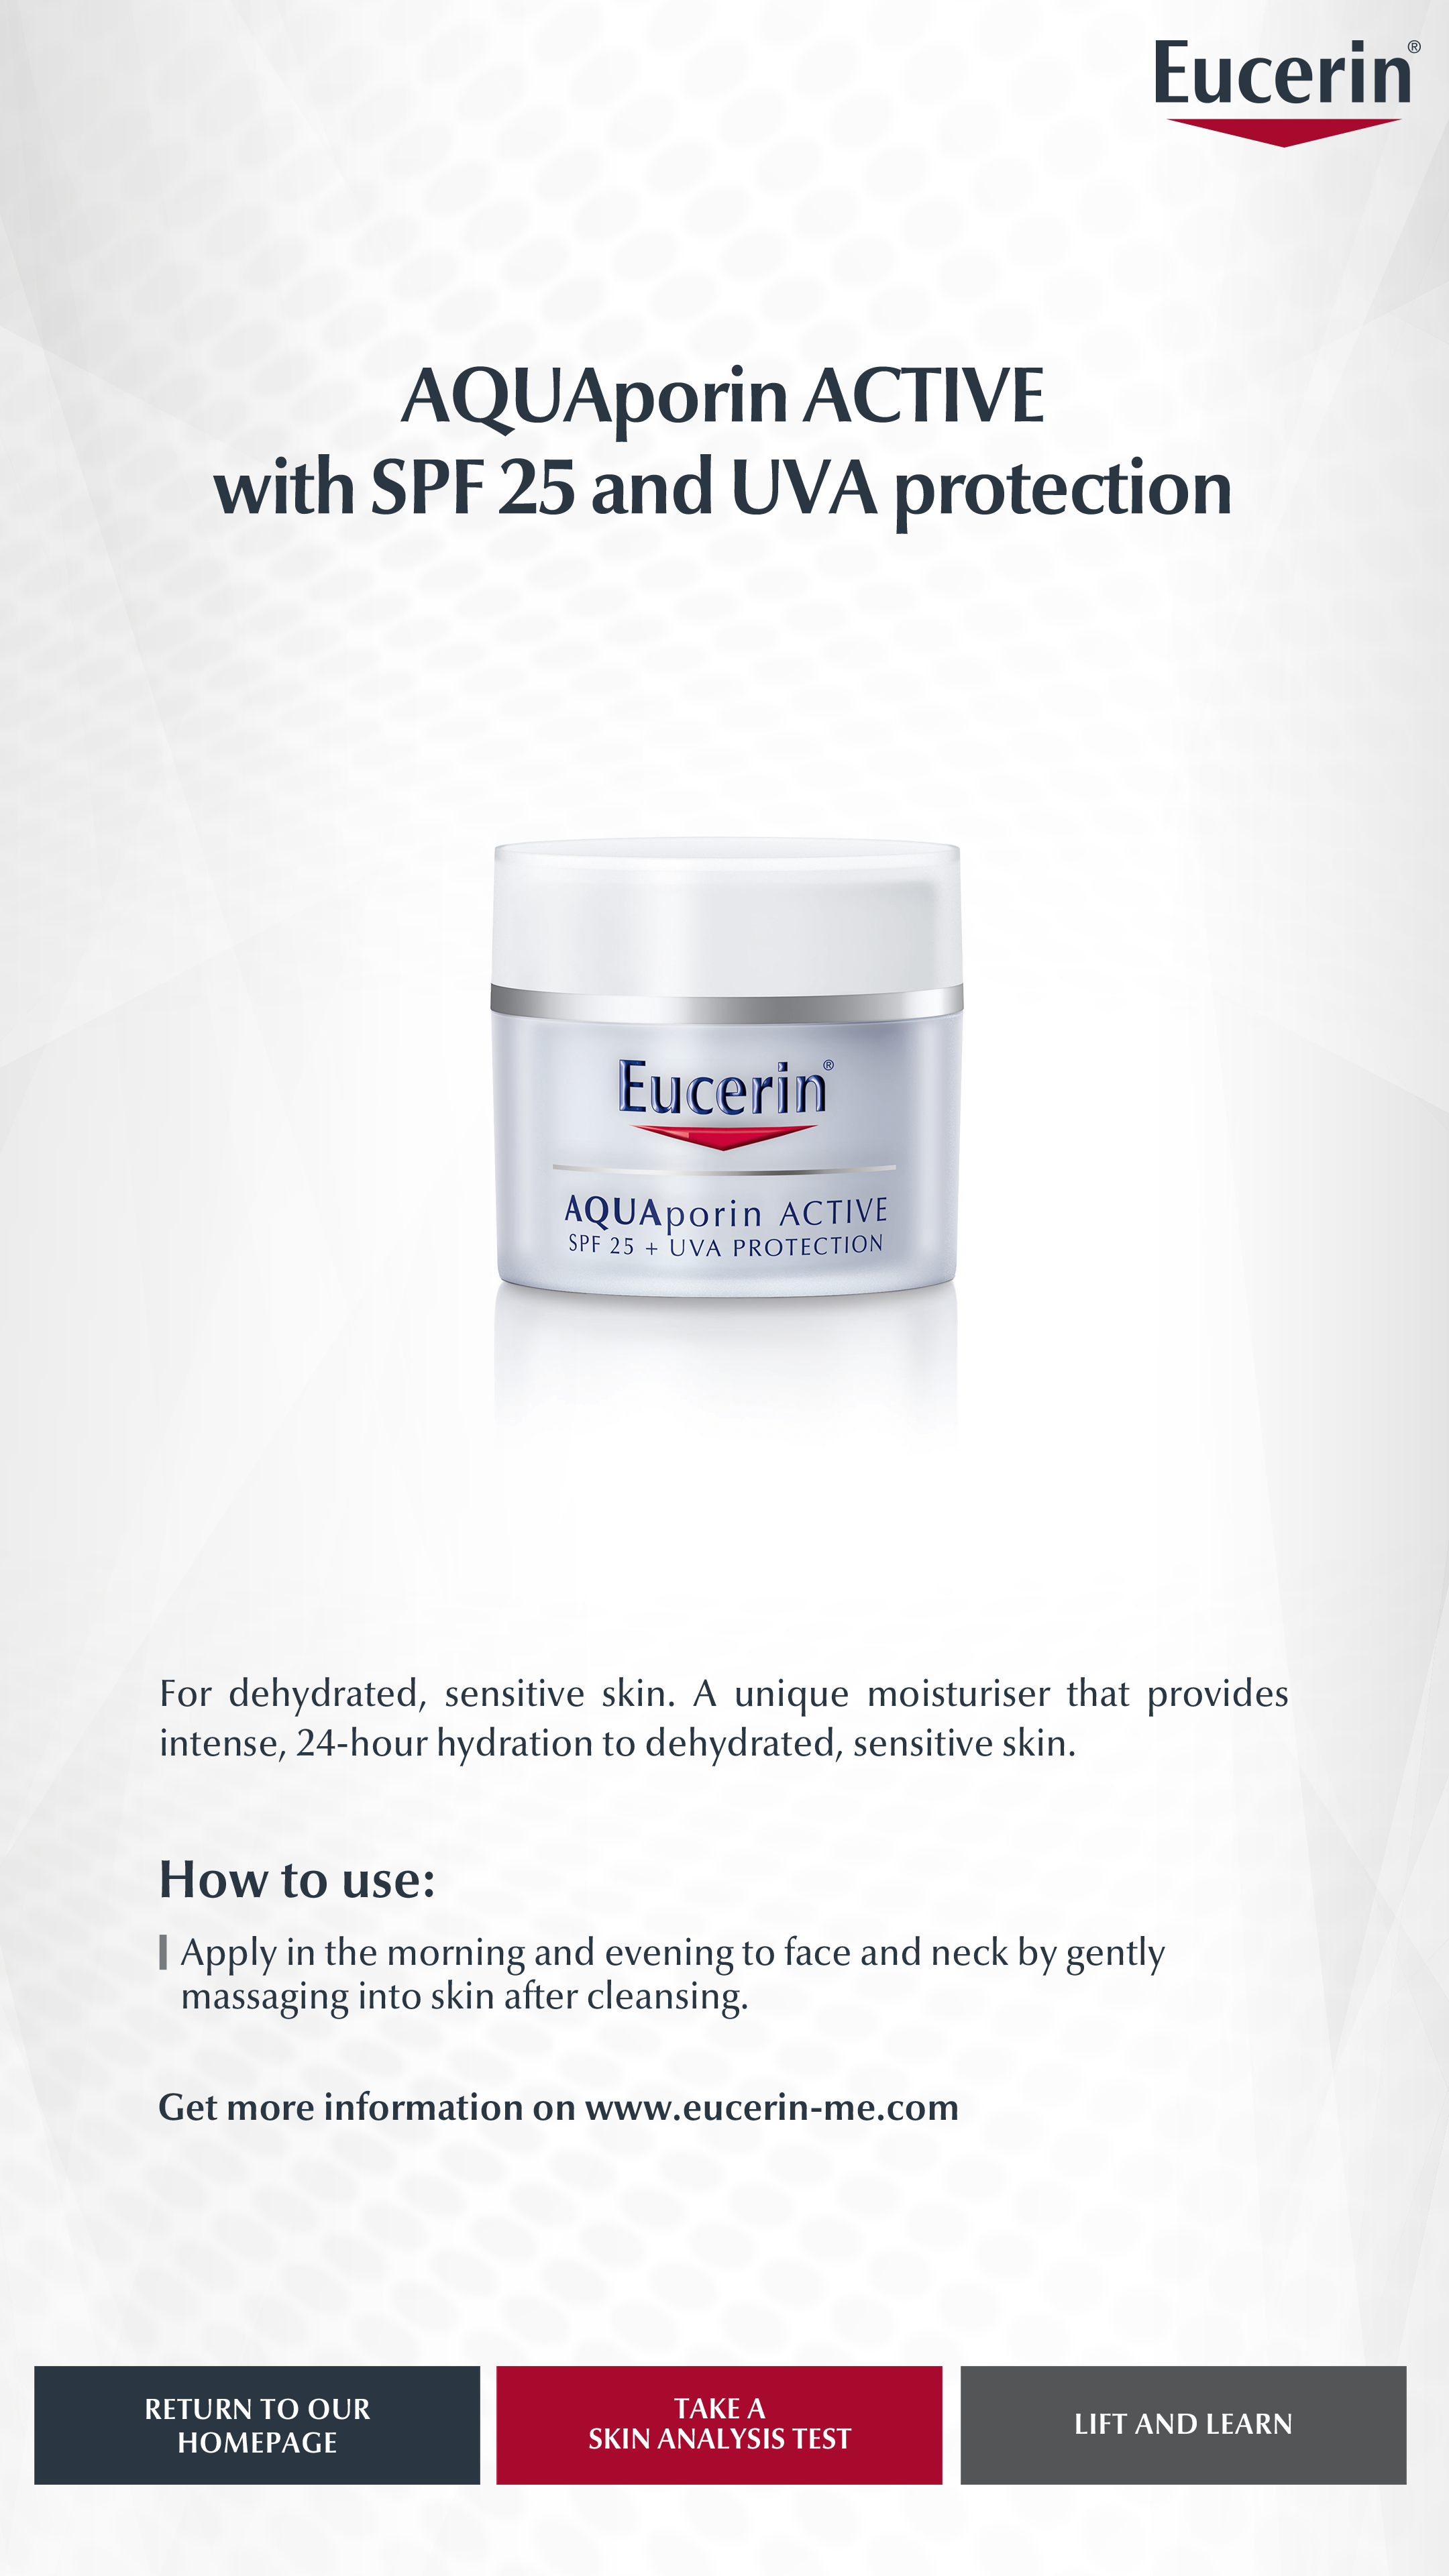 Eucerin®
AQUAporin ACTIVE
with SPF 25 and UVA protection
Eucerin®
AQUAporin ACTIVE
SPF 25 + UVA PROTECTION
For dehydrated, sensitive skin. A unique moisturiser that provides
intense, 24-hour hydration to dehydrated, sensitive skin.
How to use:
Apply in the morning and evening to face and neck by gently
massaging into skin after cleansing.
Get more information on www.eucerin-me.com
RETURN TO OUR
HOMEPAGE
TAKE A
SKIN ANALYSIS TEST
LIFT AND LEARN